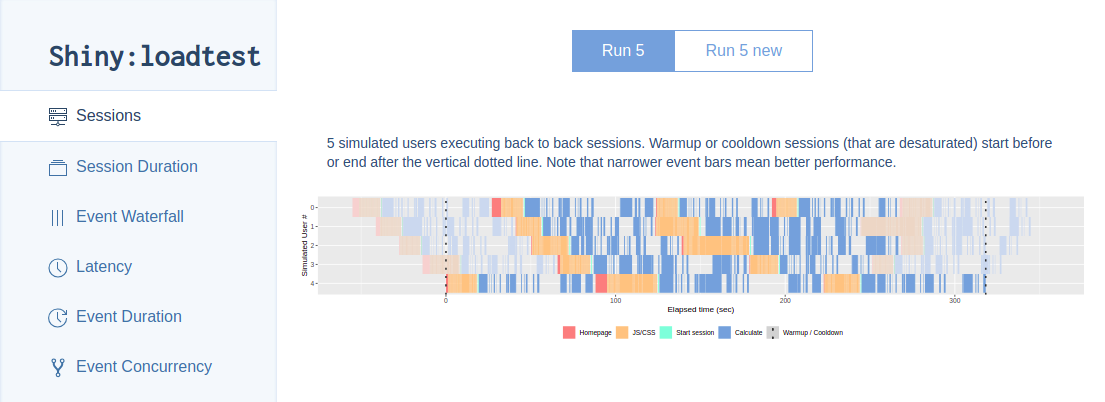 Shiny:loadtest
Sessions
Session Duration
Event Waterfall
Latency
Event Duration
Event Concurrency
Run 5
Run 5 new
5 simulated users executing back to back sessions. Warmup or cooldown sessions (that are desaturated) start before
or end after the vertical dotted line. Note that narrower event bars mean better performance.
Simulated User #
0
1
2
3
4
0
100
200
300
Elapsed time (sec)
Homepage
JS/CSS
Start session
Calculate
Warmup / Cooldown